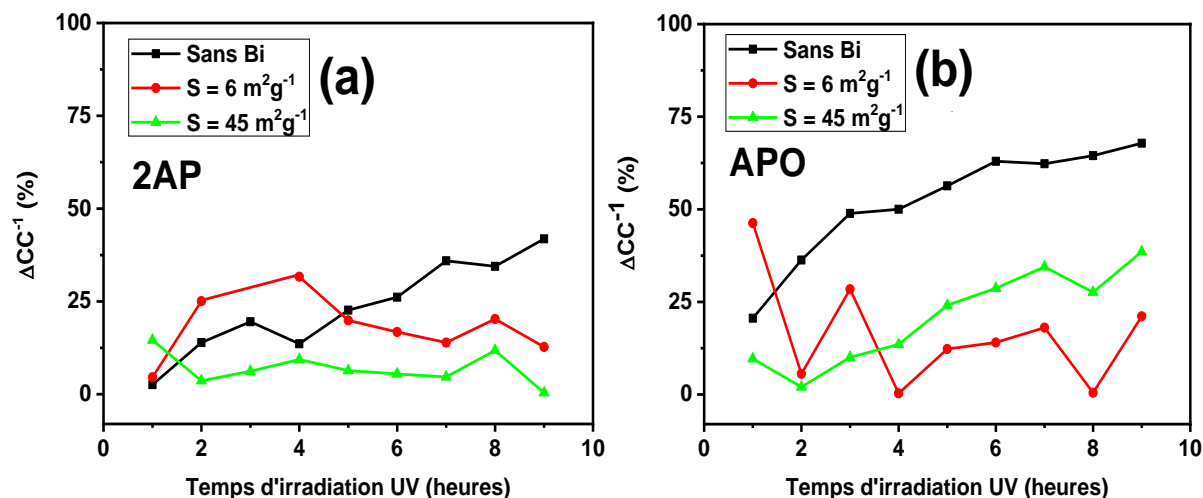 100
75
50
25
0
0
2
4
6
8
10
ΔCC⁻¹ (%)
Temps d'irradiation UV (heures)
Sans Bi
S = 6 m²g⁻¹
S = 45 m²g⁻¹
(a)
2AP
100
75
50
25
0
0
2
4
6
8
10
ΔCC⁻¹ (%)
Temps d'irradiation UV (heures)
Sans Bi
S = 6 m²g⁻¹
S = 45 m²g⁻¹
(b)
APO